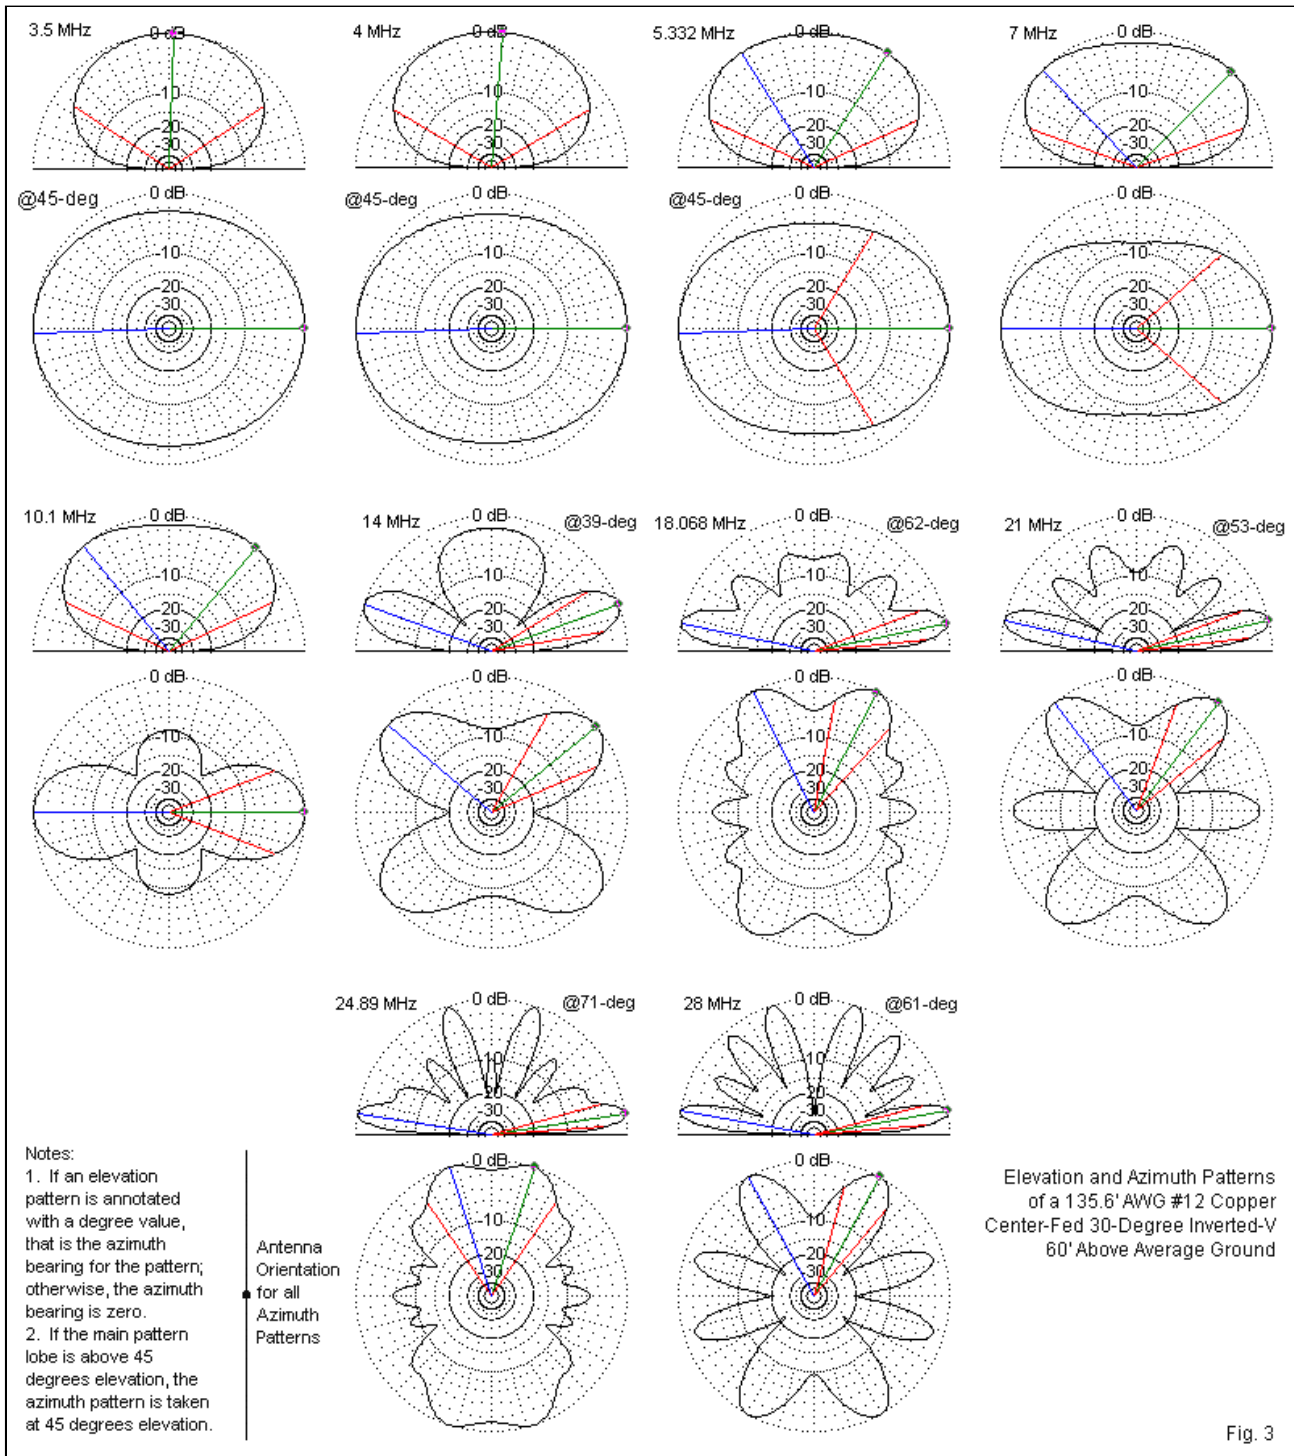 3.5 MHz
0 dB
-10
20
30
4 MHz
0 dB
-10
20
30
5.332 MHz
0 dB
-10
20
30
7 MHz
0 dB
-10
20
30
@45-deg
0 dB
-10
-20
-30
@45-deg
0 dB
-10
-20
-30
@45-deg
0 dB
-10
-20
-30
0 dB
-10
-20
-30
10.1 MHz
0 dB
-10
20
30
14 MHz
0 dB
@39-deg
-10
20
30
18.068 MHz
0 dB
@62-deg
-10
20
30
21 MHz
0 dB
@53-deg
-10
20
30
0 dB
-10
-20
-30
0 dB
-10
-20
-30
0 dB
-10
-20
-30
0 dB
-10
-20
-30
24.89 MHz
0 dB
@71-deg
-10
20
30
28 MHz
0 dB
@61-deg
-10
20
30
0 dB
-10
-20
-30
0 dB
-10
-20
-30
Notes:
1. If an elevation
pattern is annotated
with a degree value,
that is the azimuth
bearing for the pattern;
otherwise, the azimuth
bearing is zero.
2. If the main pattern
lobe is above 45
degrees elevation, the
azimuth pattern is taken
at 45 degrees elevation.
Antenna
Orientation
for all
Azimuth
Patterns
Elevation and Azimuth Patterns
of a 135.6' AWG #12 Copper
Center-Fed 30-Degree Inverted-V
60' Above Average Ground
Fig. 3